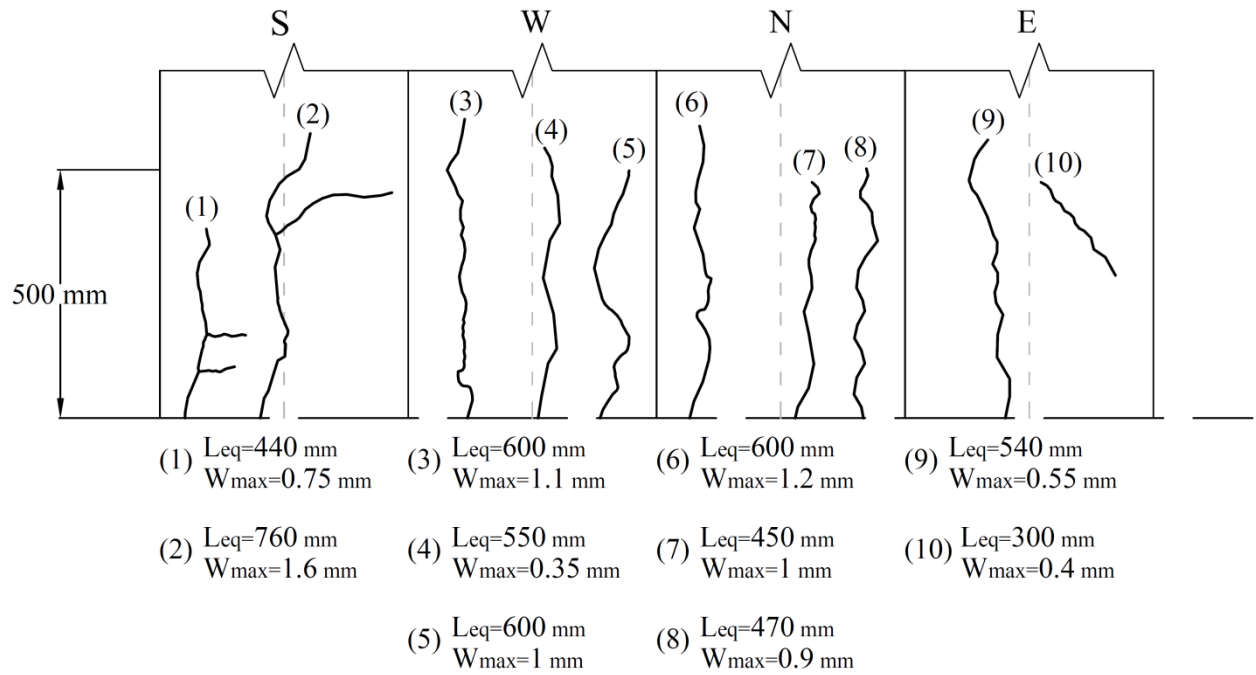 S W N E
(1) (2) (3) (4) (5) (6) (7) (8) (9) (10)
500 mm
(1) Leq=440 mm
Wmax=0.75 mm
(2) Leq=760 mm
Wmax=1.6 mm
(3) Leq=600 mm
Wmax=1.1 mm
(4) Leq=550 mm
Wmax=0.35 mm
(5) Leq=600 mm
Wmax=1 mm
(6) Leq=600 mm
Wmax=1.2 mm
(7) Leq=450 mm
Wmax=1 mm
(8) Leq=470 mm
Wmax=0.9 mm
(9) Leq=540 mm
Wmax=0.55 mm
(10) Leq=300 mm
Wmax=0.4 mm